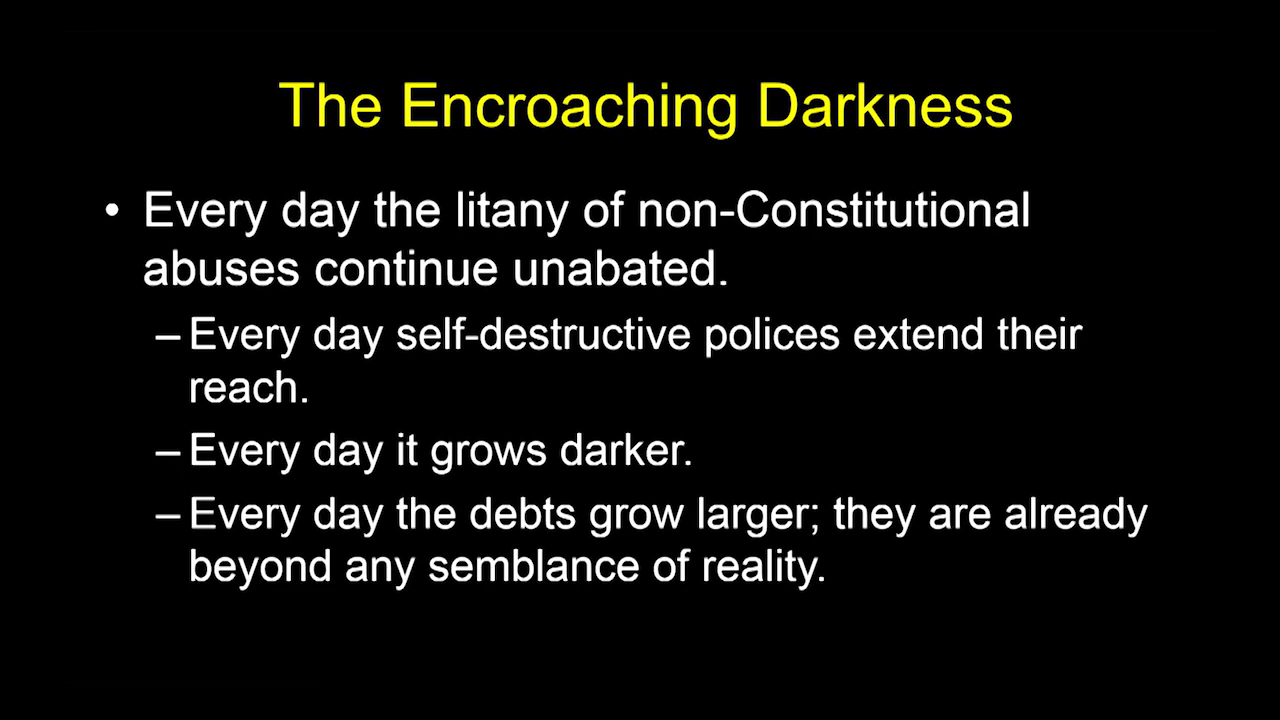 The Encroaching Darkness
• Every day the litany of non-Constitutional
abuses continue unabated.
– Every day self-destructive polices extend their
reach.
– Every day it grows darker.
– Every day the debts grow larger; they are already
beyond any semblance of reality.